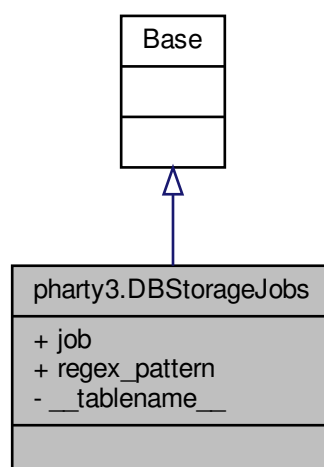 Base
pharty3.DBStorageJobs
+ job
+ regex_pattern
- __tablename__